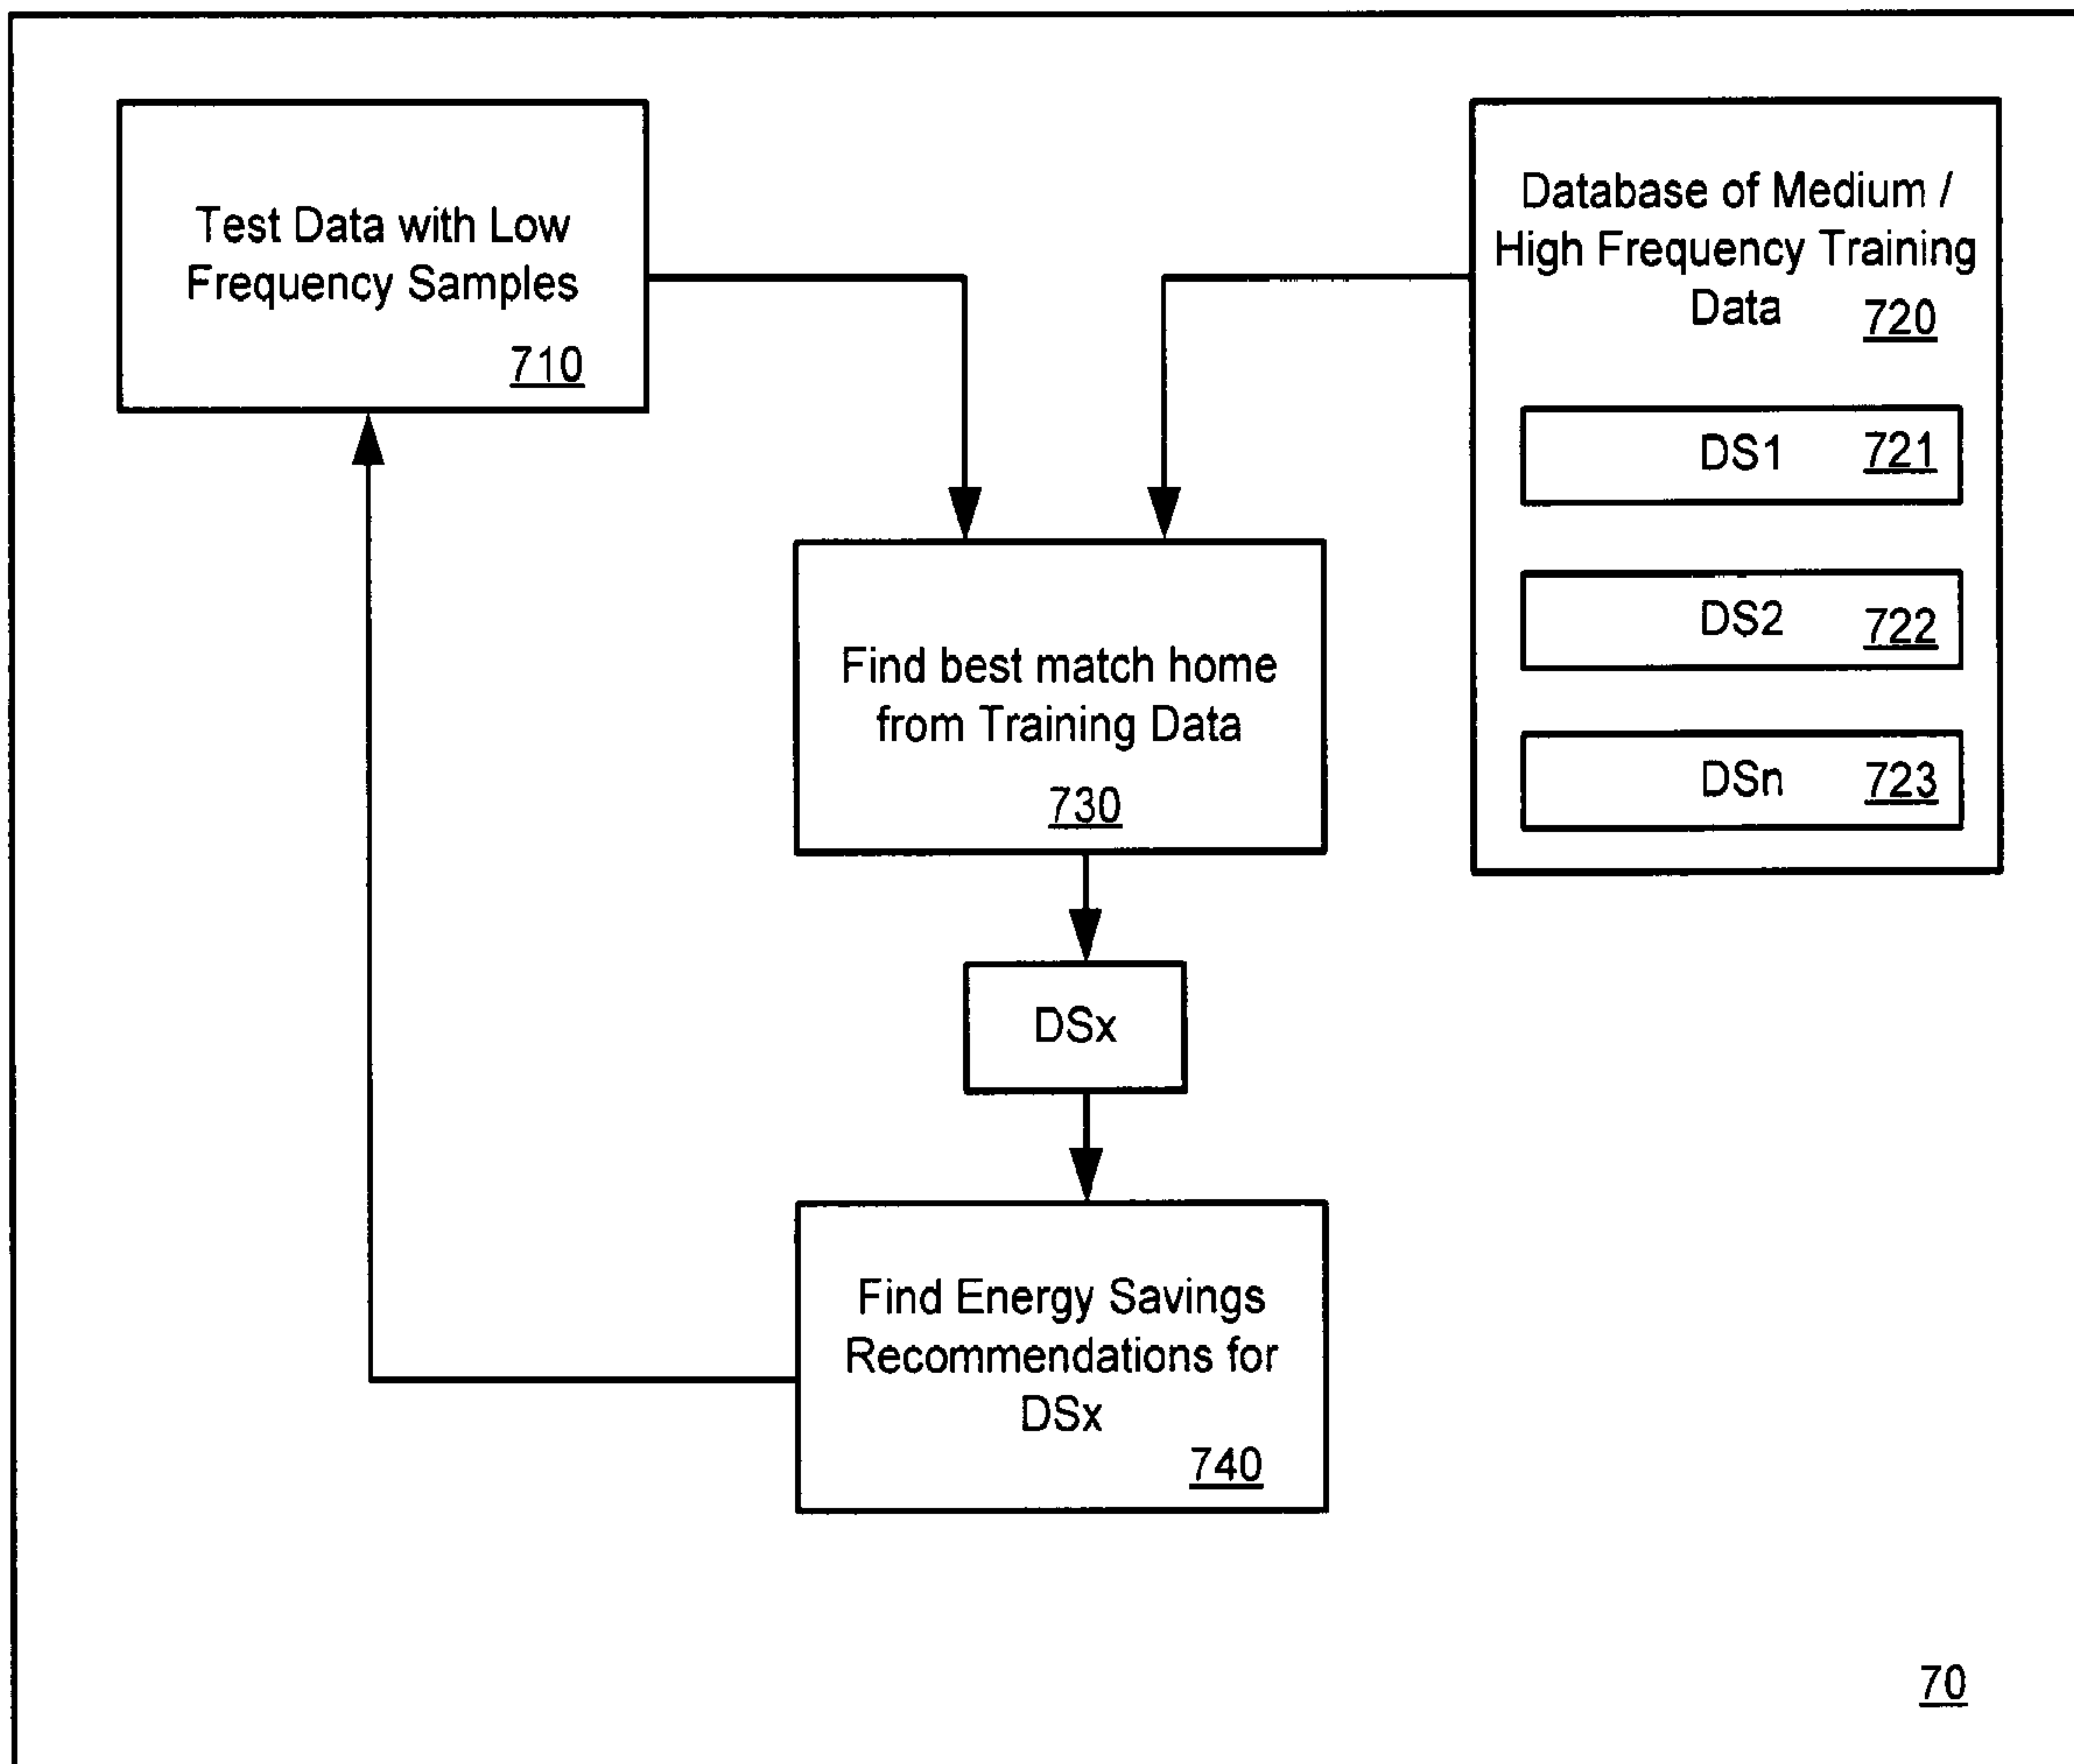 Test Data with Low
Frequency Samples
710
Database of Medium /
High Frequency Training
Data 720
DS1 721
DS2 722
DSn 723
Find best match home
from Training Data
730
DSx
Find Energy Savings
Recommendations for
DSx
740
70